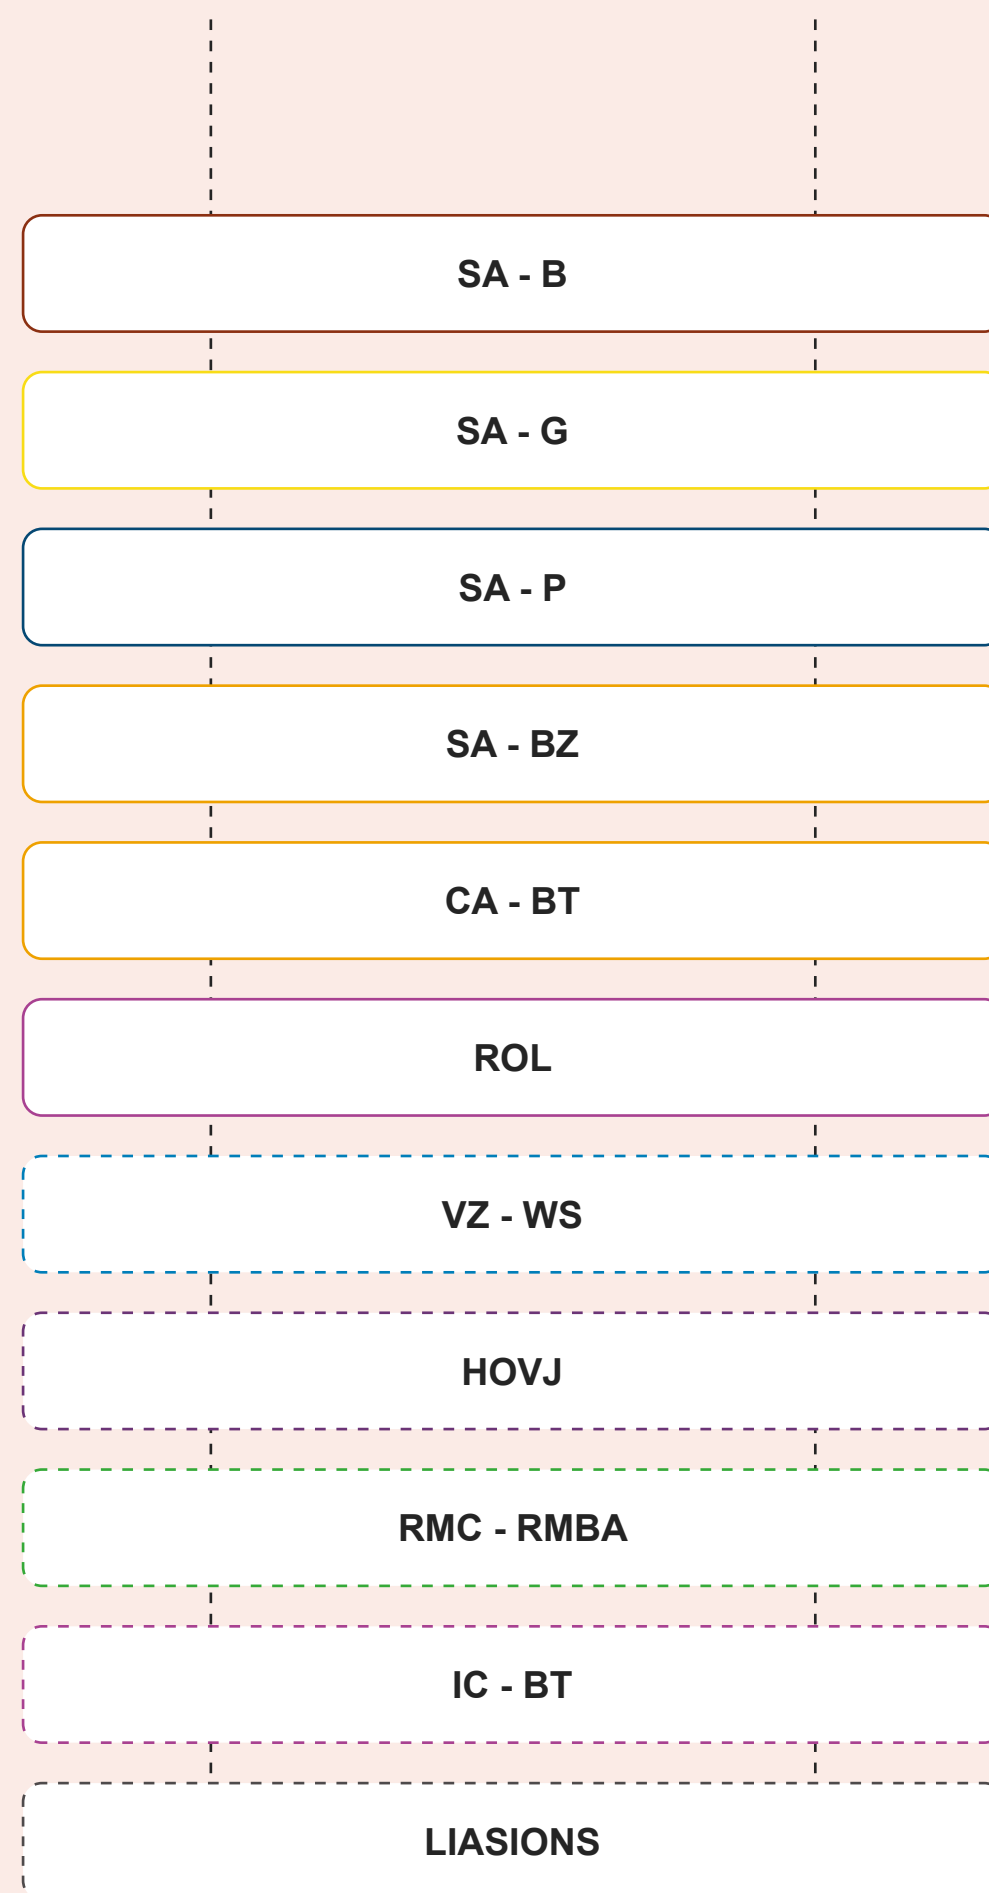 SA - B
SA - G
SA - P
SA - BZ
CA - BT
ROL
VZ - WS
HOVJ
RMC - RMBA
IC - BT
LIASIONS